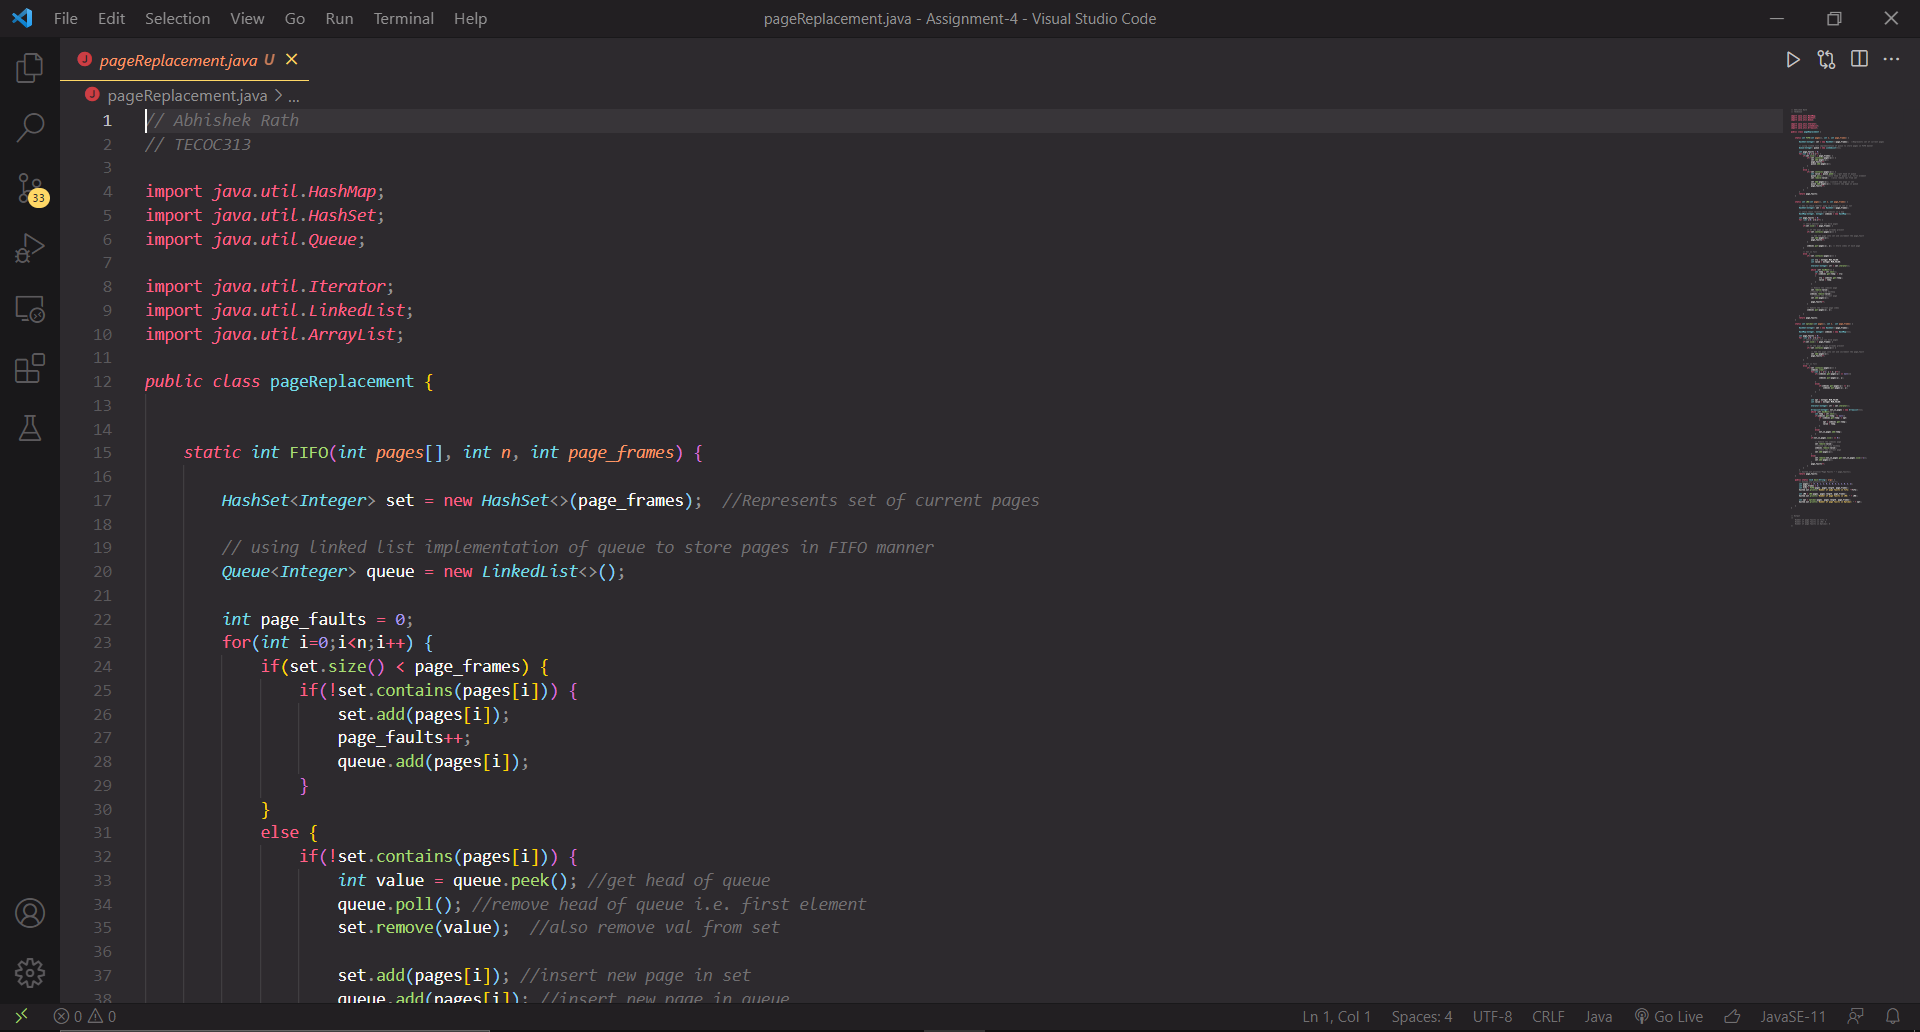 File Edit Selection View Go Run Terminal Help
pageReplacement.java - Assignment-4 - Visual Studio Code
pageReplacement.java U
pageReplacement.java > ...
33
1 // Abhishek Rath
2 // TECOC313
3
4 import java.util.HashMap;
5 import java.util.HashSet;
6 import java.util.Queue;
7
8 import java.util.Iterator;
9 import java.util.LinkedList;
10 import java.util.ArrayList;
11
12 public class pageReplacement {
13
14
15 static int FIFO(int pages[], int n, int page_frames) {
16
17 HashSet<Integer> set = new HashSet<>(page_frames); //Represents set of current pages
18
19 // using linked list implementation of queue to store pages in FIFO manner
20 Queue<Integer> queue = new LinkedList<>();
21
22 int page_faults = 0;
23 for(int i=0;i<n;i++) {
24 if(set.size() < page_frames) {
25 if(!set.contains(pages[i])) {
26 set.add(pages[i]);
27 page_faults++;
28 queue.add(pages[i]);
29 }
30 }
31 else {
32 if(!set.contains(pages[i])) {
33 int value = queue.peek(); //get head of queue
34 queue.poll(); //remove head of queue i.e. first element
35 set.remove(value); //also remove val from set
36
37 set.add(pages[i]); //insert new page in set
38 queue.add(pages[i]); //insert new page in queue
0 0
Ln 1, Col 1 Spaces: 4 UTF-8 CRLF Java Go Live JavaSE-11